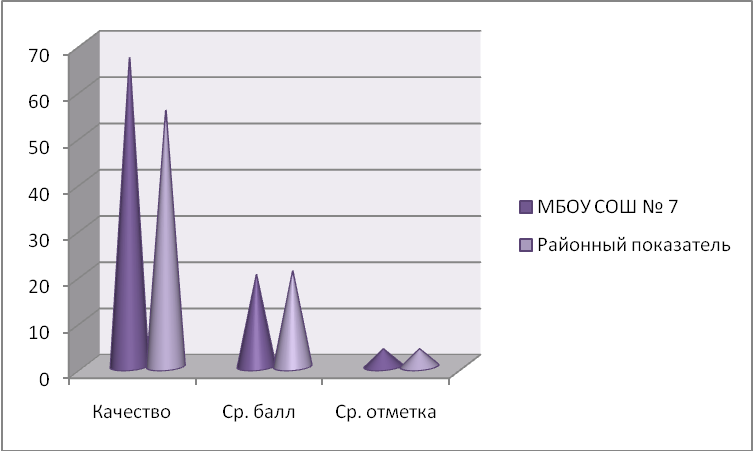 70
60
50
40
30
20
10
0
Качество
Ср. балл
Ср. отметка
МБОУ СОШ № 7
Районный показатель